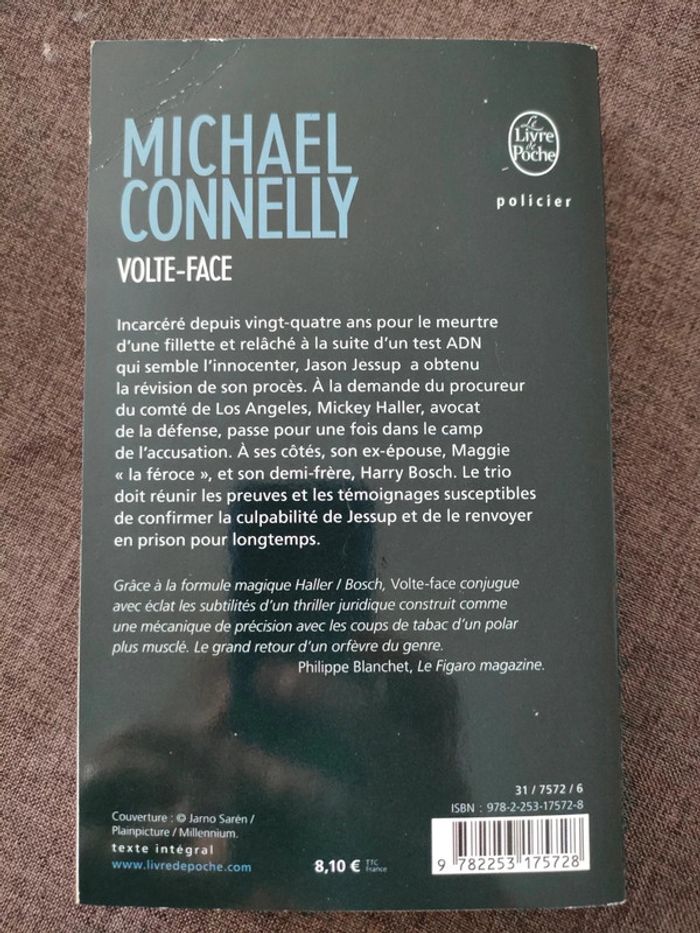 MICHAEL
CONNELLY
VOLTE-FACE
Le
Livre
de
Poche
policier
Incarcéré depuis vingt-quatre ans pour le meurtre
d'une fillette et relâché à la suite d'un test ADN
qui semble l'innocenter, Jason Jessup a obtenu
la révision de son procès. À la demande du procureur
du comté de Los Angeles, Mickey Haller, avocat
de la défense, passe pour une fois dans le camp
de l'accusation. À ses côtés, son ex-épouse, Maggie
« la féroce », et son demi-frère, Harry Bosch. Le trio
doit réunir les preuves et les témoignages susceptibles
de confirmer la culpabilité de Jessup et de le renvoyer
en prison pour longtemps.
Grâce à la formule magique Haller / Bosch, Volte-face conjugue
avec éclat les subtilités d'un thriller juridique construit comme
une mécanique de précision avec les coups de tabac d'un polar
plus musclé. Le grand retour d'un orfèvre du genre.
Philippe Blanchet, Le Figaro magazine.
31 / 7572 / 6
ISBN : 978-2-253-17572-8
Couverture : © Jarno Sarén /
Plainpicture / Millennium.
texte intégral
www.livredepoche.com
8,10 € TTC
France
9 782253 175728